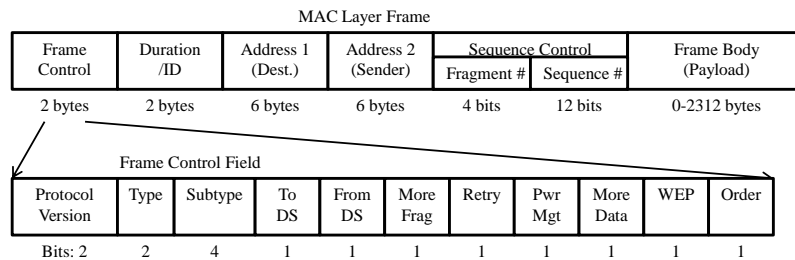 MAC Layer Frame
Frame Control Duration /ID Address 1 (Dest.) Address 2 (Sender) Sequence Control Fragment # Sequence # Frame Body (Payload)
2 bytes 2 bytes 6 bytes 6 bytes 4 bits 12 bits 0-2312 bytes
Frame Control Field
Protocol Version Type Subtype To DS From DS More Frag Retry Pwr Mgt More Data WEP Order
Bits: 2 2 4 1 1 1 1 1 1 1 1